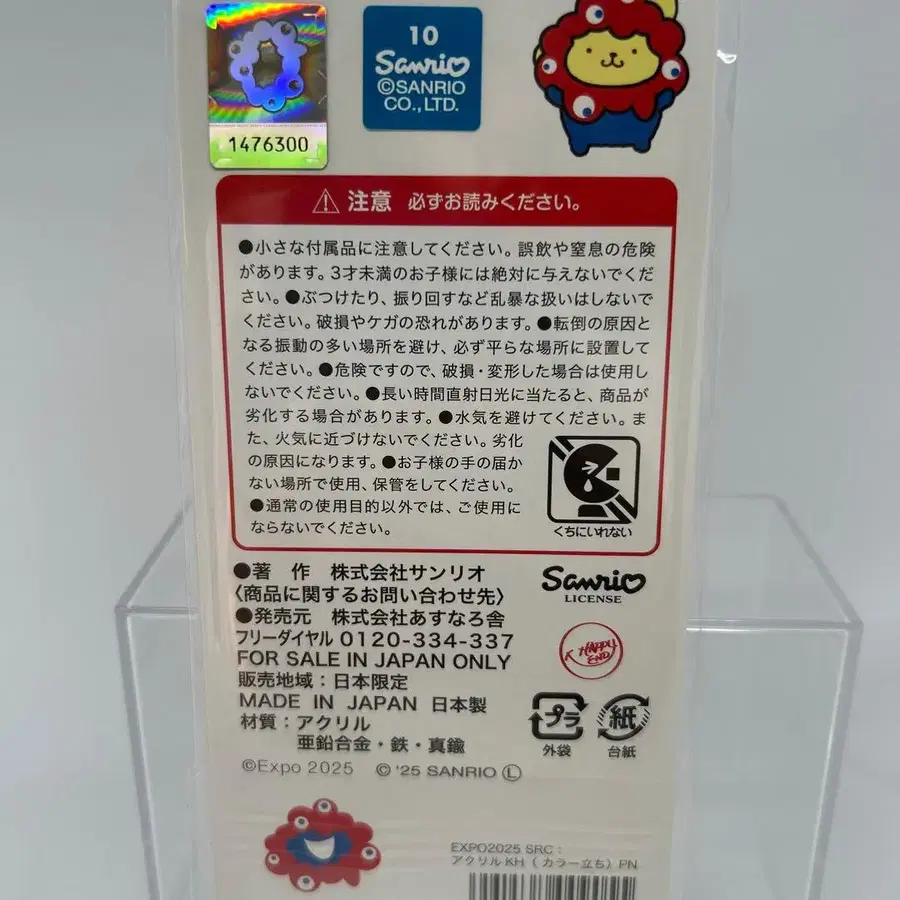 1476300
10
Sanrio
©SANRIO
CO.,LTD.
注意 必ずお読みください。
●小さな付属品に注意してください。誤飲や窒息の危険
があります。3才未満のお子様には絶対に与えないでくだ
さい。●ぶつけたり、振り回すなど乱暴な扱いはしないで
ください。破損やケガの恐れがあります。●転倒の原因と
なる振動の多い場所を避け、必ず平らな場所に設置して
ください。●危険ですので、破損・変形した場合は使用し
ないでください。●長い時間直射日光に当たると、商品が
劣化する場合があります。●水気を避けてください。ま
た、火気に近づけないでください。劣化
の原因になります。●お子様の手の届か
ない場所で使用、保管をしてください。
●通常の使用目的以外では、ご使用に
ならないでください。
くちにいれない
●著 作 株式会社サンリオ
〈商品に関するお問い合わせ先〉
●発売元 株式会社あすなろ舎
フリーダイヤル 0120-334-337
FOR SALE IN JAPAN ONLY
販売地域：日本限定
MADE IN JAPAN 日本製
材質：アクリル
亜鉛合金・鉄・真鍮
©Expo 2025 © '25 SANRIO Ⓛ
Sanrio
LICENSE
HAPPY
END
プラ
外袋
紙
台紙
EXPO2025 SRC：
アクリルKH（カラー立ち）PN